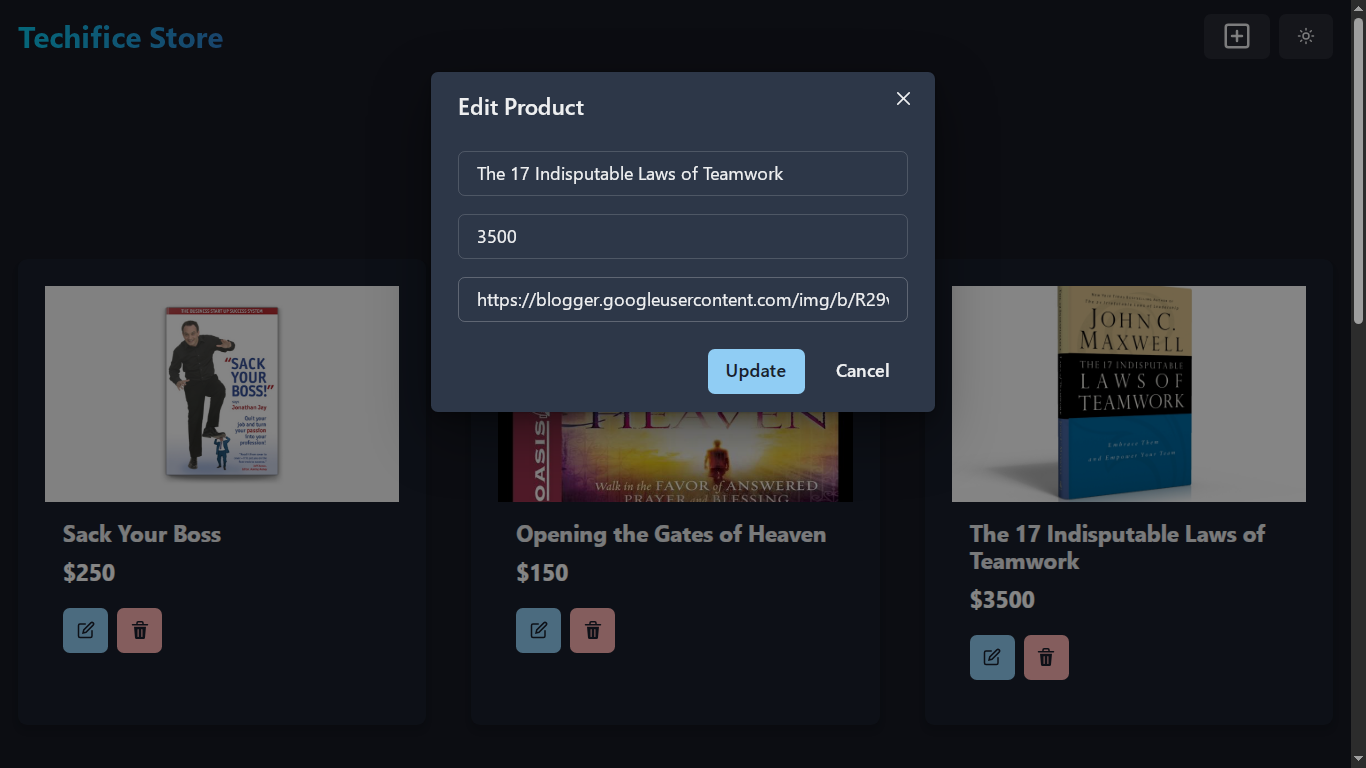 Techifice Store
Edit Product
The 17 Indisputable Laws of Teamwork
3500
https://blogger.googleusercontent.com/img/b/R29v
Update
Cancel
THE BUSINESS START-UP SUCCESS SYSTEM
"SACK
YOUR
BOSS!"
Jonathan Jay
Quit your
job and turn
your passion
into your
profession!
OASIS
HEAVEN
Walk in the FAVOR of ANSWERED
PRAYER and BLESSING
JOHN C.
MAXWELL
THE 17 INDISPUTABLE
LAWS OF
TEAMWORK
Embrace Them
and Empower Your Team
Sack Your Boss
$250
Opening the Gates of Heaven
$150
The 17 Indisputable Laws of
Teamwork
$3500